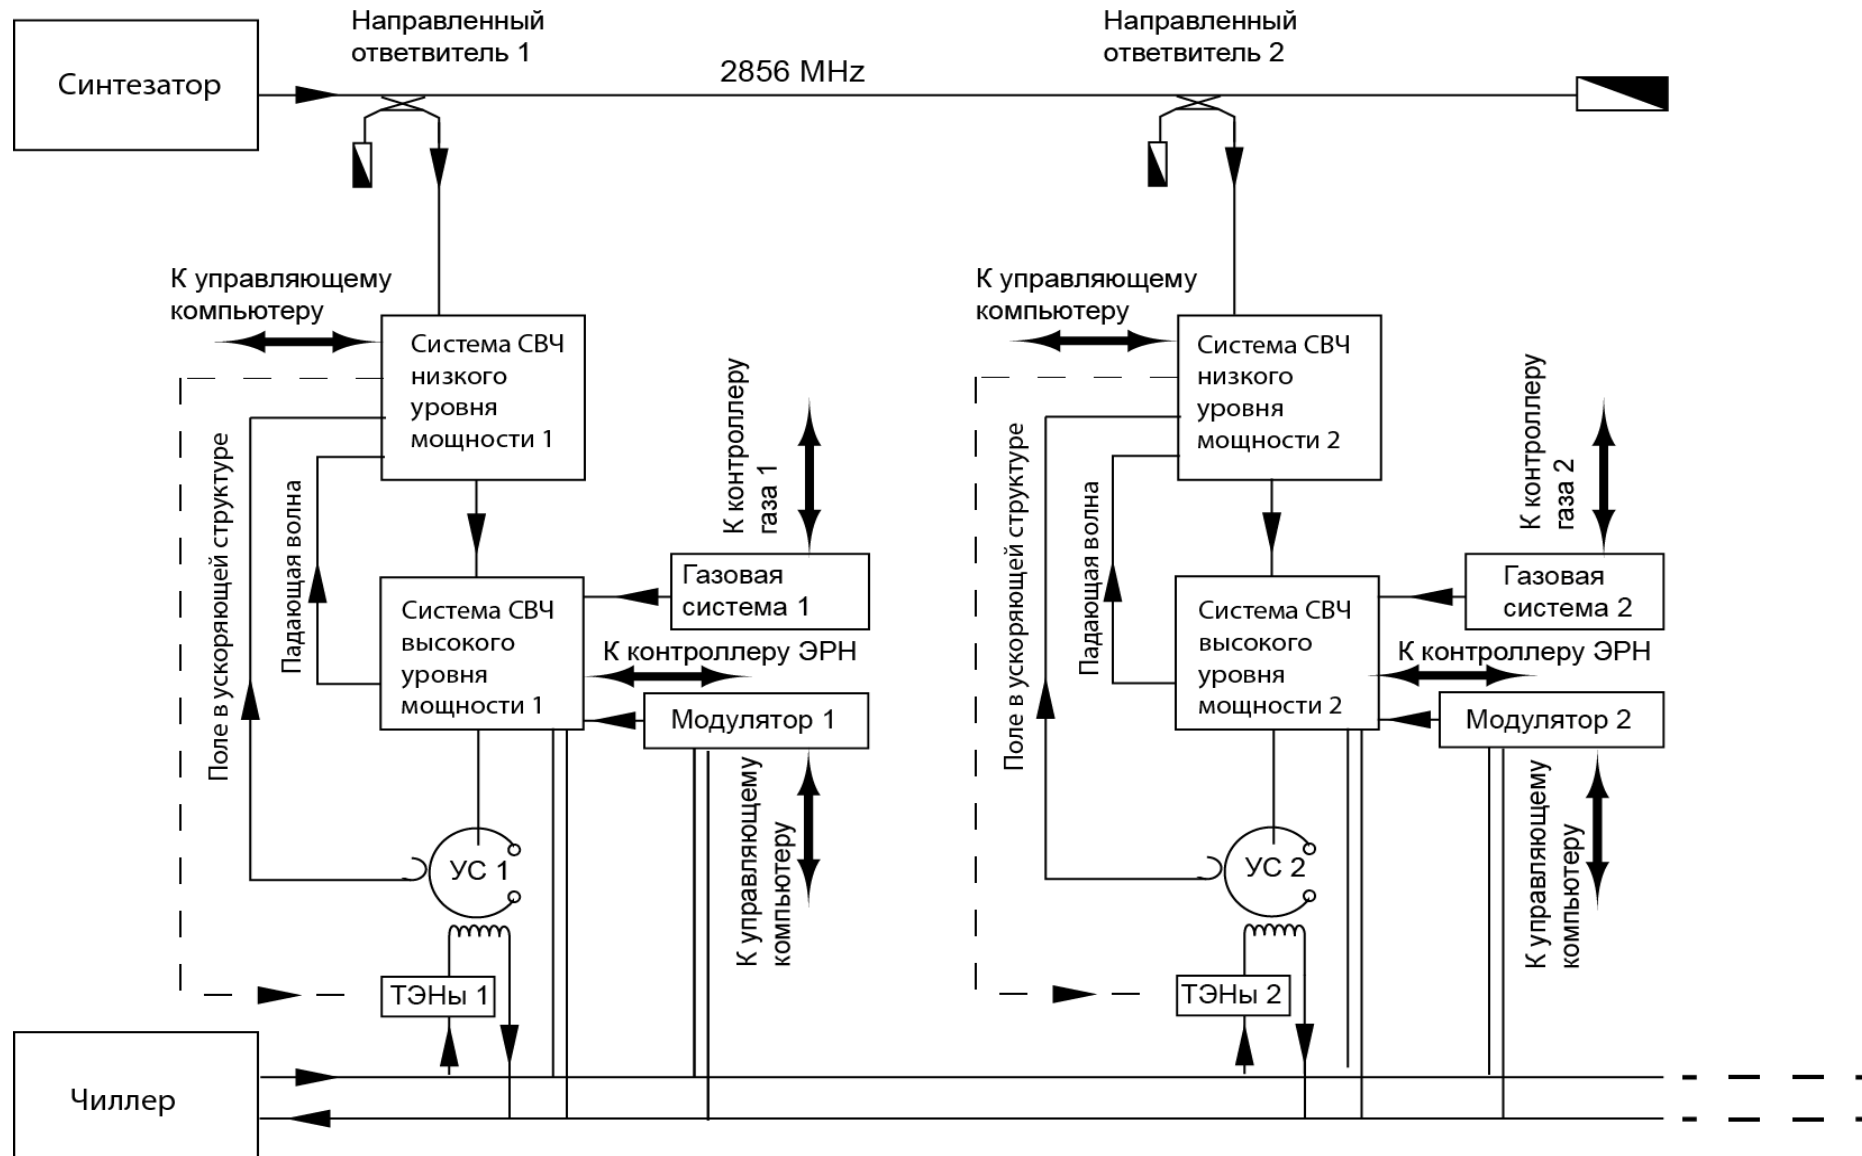 Направленный
ответвитель 1
Направленный
ответвитель 2
Синтезатор
2856 MHz
К управляющему
компьютеру
К управляющему
компьютеру
Система СВЧ
низкого
уровня
мощности 1
Система СВЧ
низкого
уровня
мощности 2
К контроллеру
газа 1
К контроллеру
газа 2
Поле в ускоряющей структуре
Падающая волна
Поле в ускоряющей структуре
Падающая волна
Газовая
система 1
Газовая
система 2
Система СВЧ
высокого
уровня
мощности 1
К контроллеру ЭРН
Система СВЧ
высокого
уровня
мощности 2
К контроллеру ЭРН
Модулятор 1
Модулятор 2
К управляющему
компьютеру
К управляющему
компьютеру
УС 1
УС 2
ТЭНы 1
ТЭНы 2
Чиллер